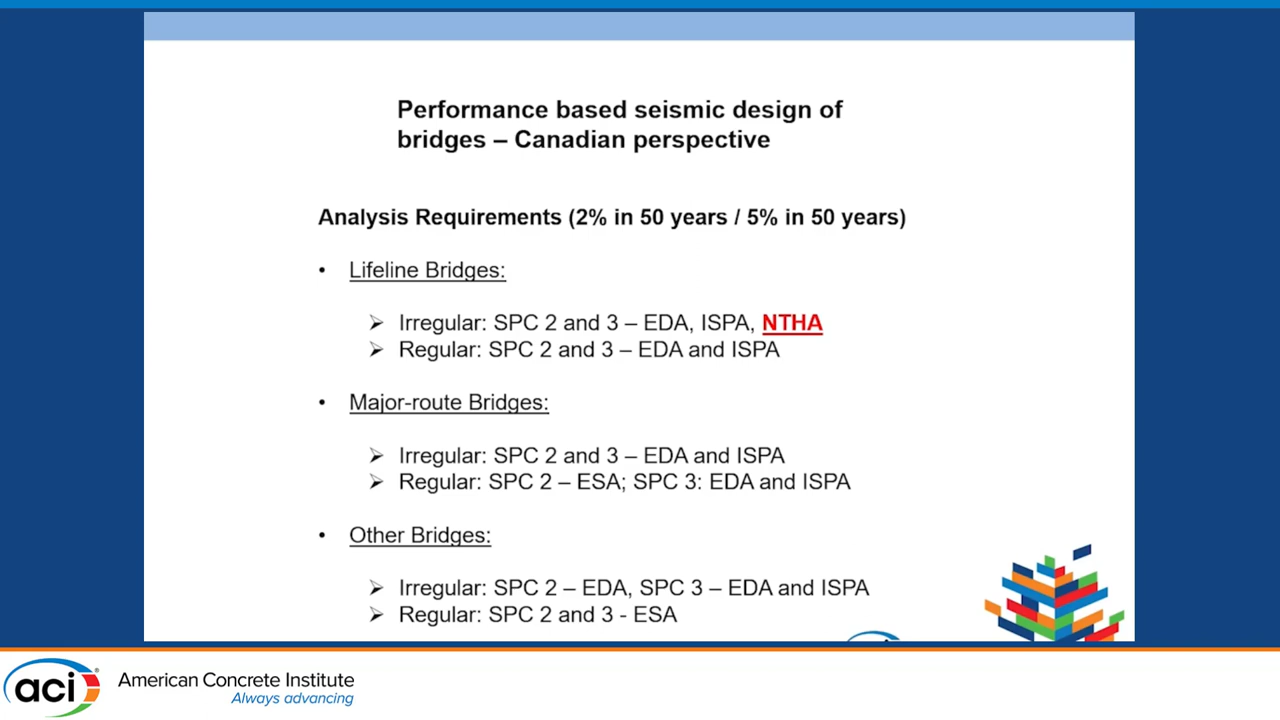 Performance based seismic design of
bridges – Canadian perspective
Analysis Requirements (2% in 50 years / 5% in 50 years)
• Lifeline Bridges:
➢ Irregular: SPC 2 and 3 – EDA, ISPA, NTHA
➢ Regular: SPC 2 and 3 – EDA and ISPA
• Major-route Bridges:
➢ Irregular: SPC 2 and 3 – EDA and ISPA
➢ Regular: SPC 2 – ESA; SPC 3: EDA and ISPA
• Other Bridges:
➢ Irregular: SPC 2 – EDA, SPC 3 – EDA and ISPA
➢ Regular: SPC 2 and 3 - ESA
aci®
American Concrete Institute
Always advancing